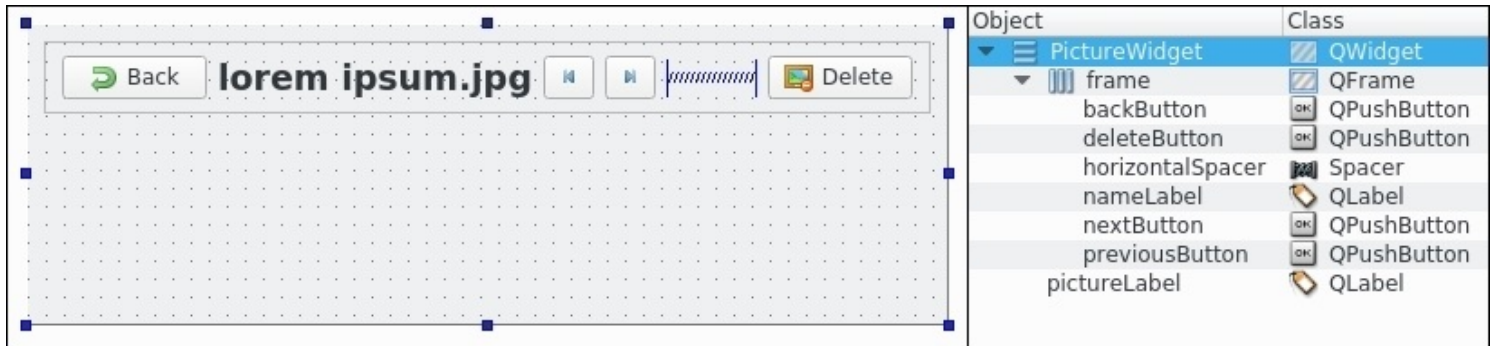 Back lorem ipsum.jpg Delete
Object Class
PictureWidget QWidget
frame QFrame
backButton QPushButton
deleteButton QPushButton
horizontalSpacer Spacer
nameLabel QLabel
nextButton QPushButton
previousButton QPushButton
pictureLabel QLabel